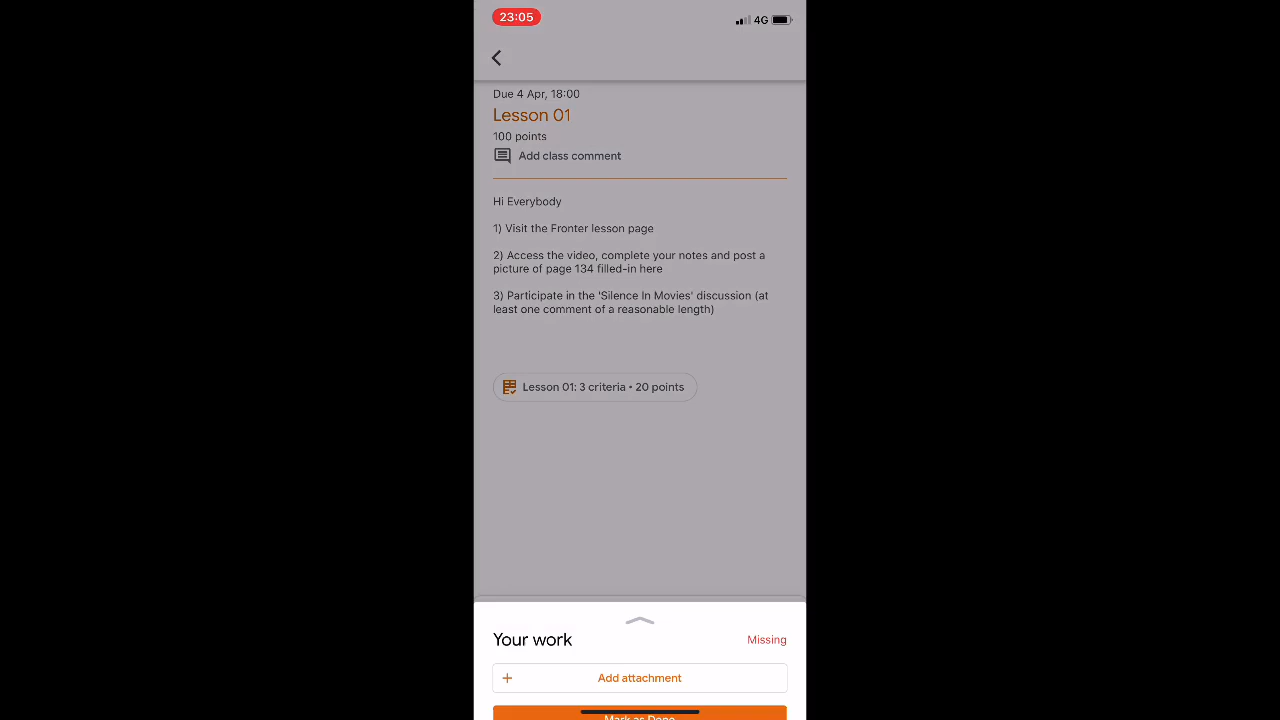 23:05
4G
Due 4 Apr, 18:00
Lesson 01
100 points
Add class comment
Hi Everybody
1) Visit the Fronter lesson page
2) Access the video, complete your notes and post a
picture of page 134 filled-in here
3) Participate in the 'Silence In Movies' discussion (at
least one comment of a reasonable length)
Lesson 01: 3 criteria • 20 points
Your work
Missing
+ Add attachment
Mark as Done